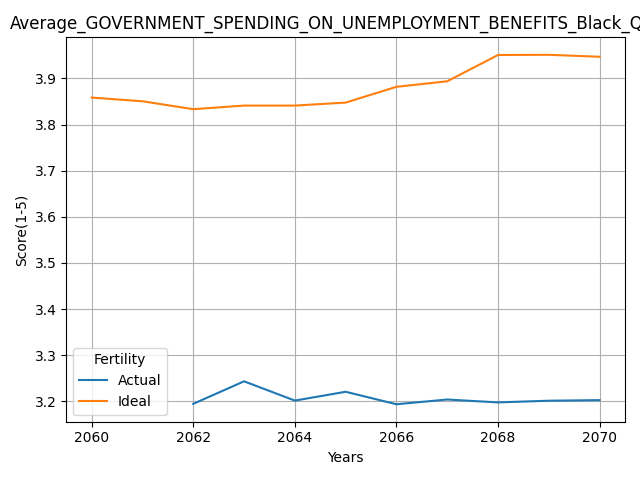 Average_GOVERNMENT_SPENDING_ON_UNEMPLOYMENT_BENEFITS_Black_Q
Score(1-5)
3.9
3.8
3.7
3.6
3.5
3.4
3.3
3.2
Fertility
Actual
Ideal
2060 2062 2064 2066 2068 2070
Years